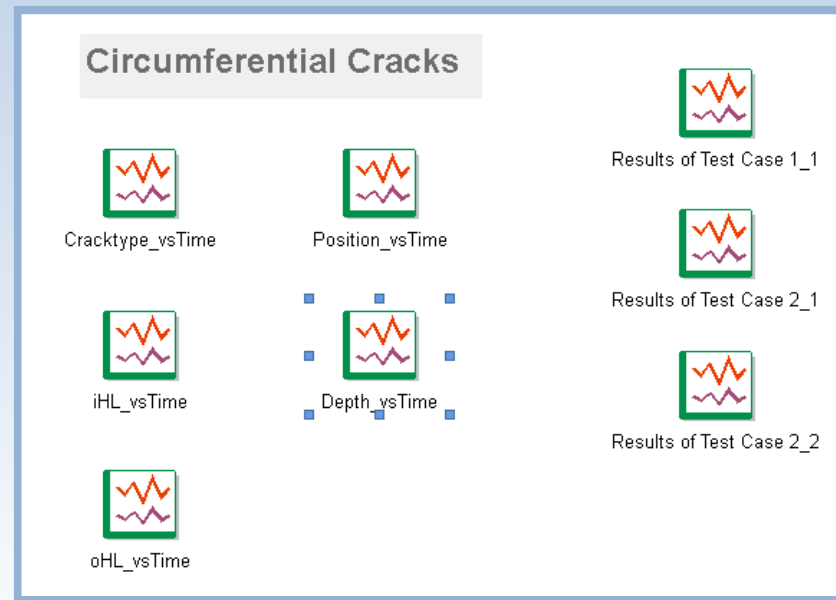 Circumferential Cracks
Cracktype_vsTime
Position_vsTime
iHL_vsTime
Depth_vsTime
oHL_vsTime
Results of Test Case 1_1
Results of Test Case 2_1
Results of Test Case 2_2